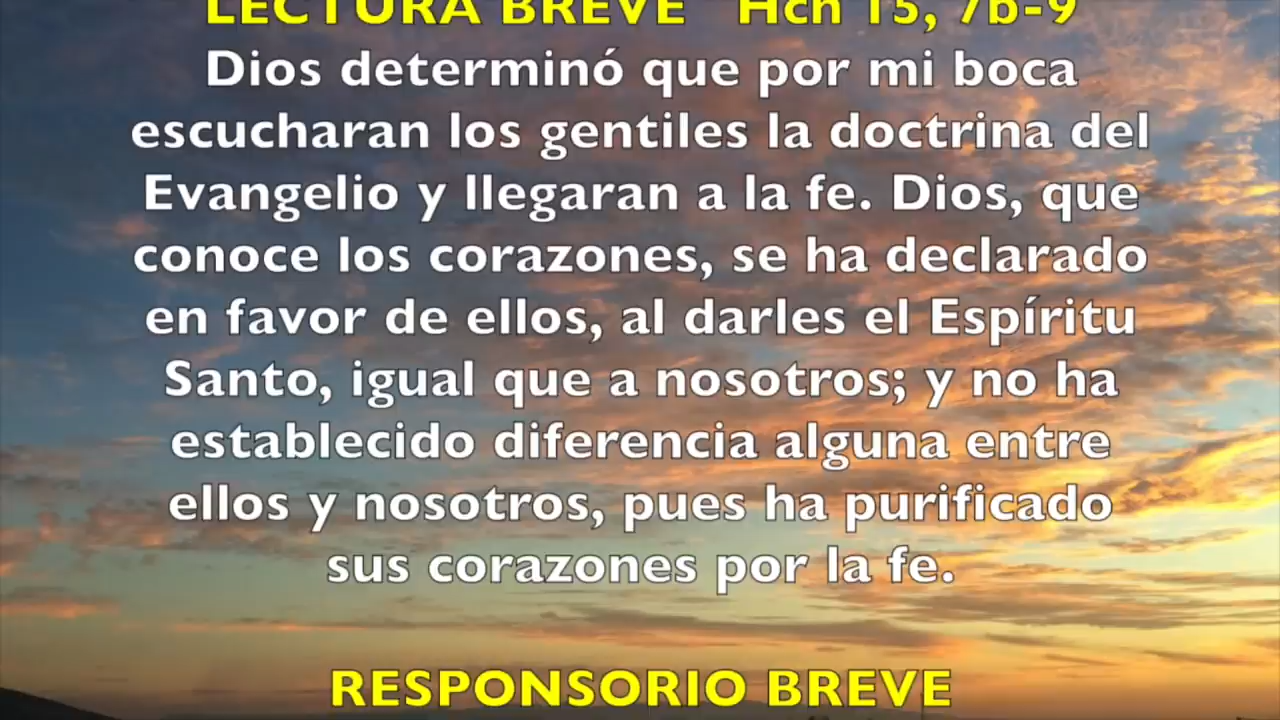 LECTURA BREVE Hch 15, 7b-9
Dios determinó que por mi boca
escucharan los gentiles la doctrina del
Evangelio y llegaran a la fe. Dios, que
conoce los corazones, se ha declarado
en favor de ellos, al darles el Espíritu
Santo, igual que a nosotros; y no ha
establecido diferencia alguna entre
ellos y nosotros, pues ha purificado
sus corazones por la fe.
RESPONSORIO BREVE